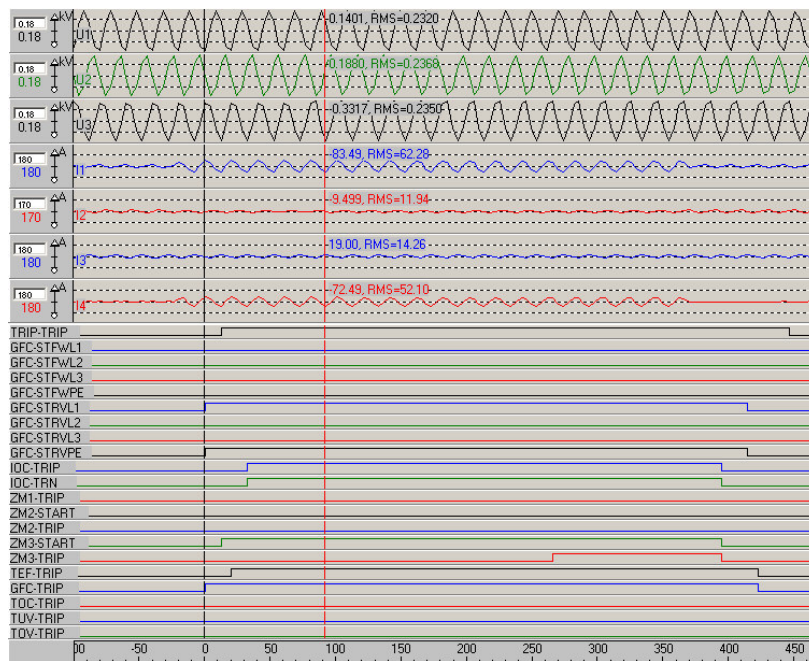 0.18 kV -0.1401, RMS=0.2320
0.18 U1
0.18 kV -0.1880, RMS=0.2368
0.18 U2
0.18 kV -0.3317, RMS=0.2350
0.18 U3
180 A -83.49, RMS=62.28
180 I1
170 A -9.499, RMS=11.94
170 I2
180 A 19.00, RMS=14.26
180 I3
180 A -72.49, RMS=52.10
180 I4
TRIP-TRIP
GFC-STFWL1
GFC-STFWL2
GFC-STFWL3
GFC-STFWPE
GFC-STRVL1
GFC-STRVL2
GFC-STRVL3
GFC-STRVPE
IOC-TRIP
IOC-TRN
ZM1-TRIP
ZM2-START
ZM2-TRIP
ZM3-START
ZM3-TRIP
TEF-TRIP
GFC-TRIP
TOC-TRIP
TUV-TRIP
TOV-TRIP
00 -50 0 50 100 150 200 250 300 350 400 450